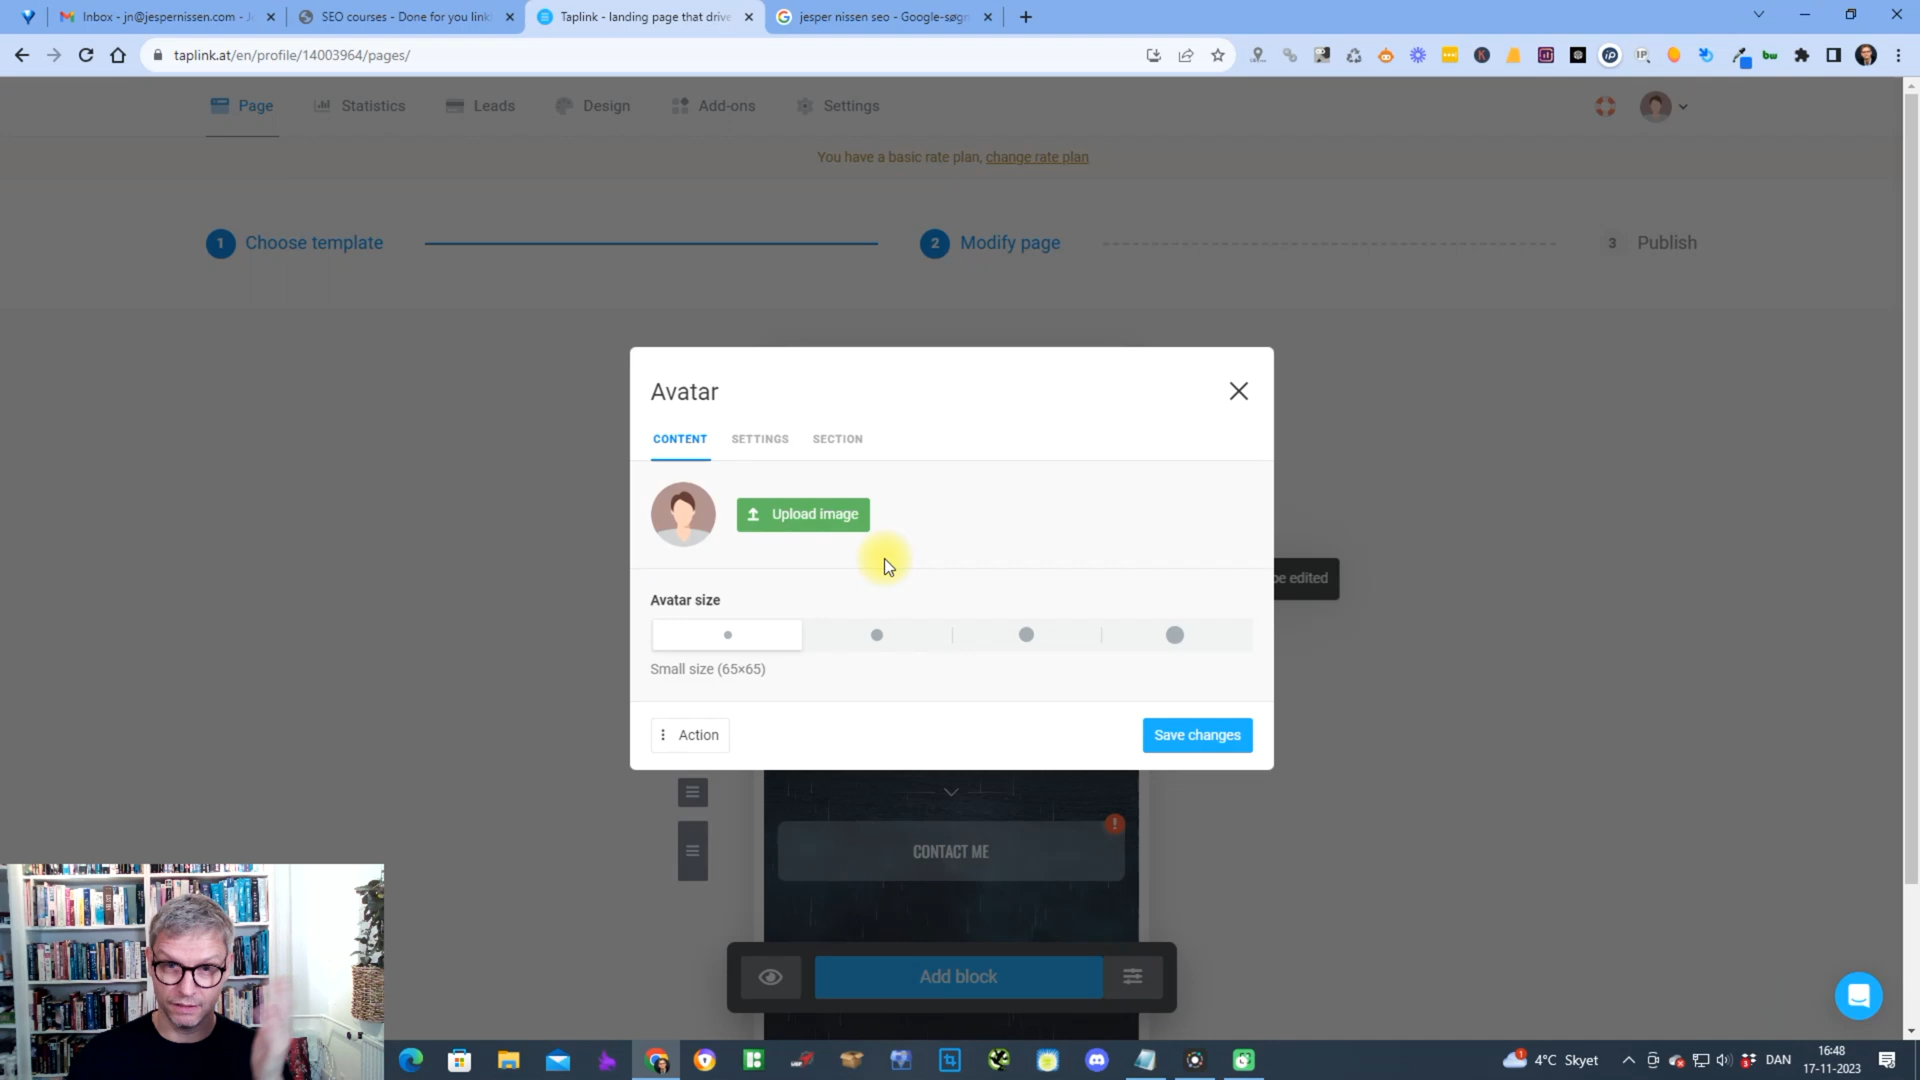 Inbox - jn@jespernissen.com - J
SEO courses - Done for you link
Taplink - landing page that drive
jesper nissen seo - Google-søgn
taplink.at/en/profile/14003964/pages/
Page
Statistics
Leads
Design
Add-ons
Settings
You have a basic rate plan, change rate plan
1 Choose template
2 Modify page
3 Publish
Avatar
CONTENT
SETTINGS
SECTION
Upload image
be edited
Avatar size
Small size (65×65)
Action
Save changes
CONTACT ME
Add block
4°C Skyet
DAN
16:48
17-11-2023